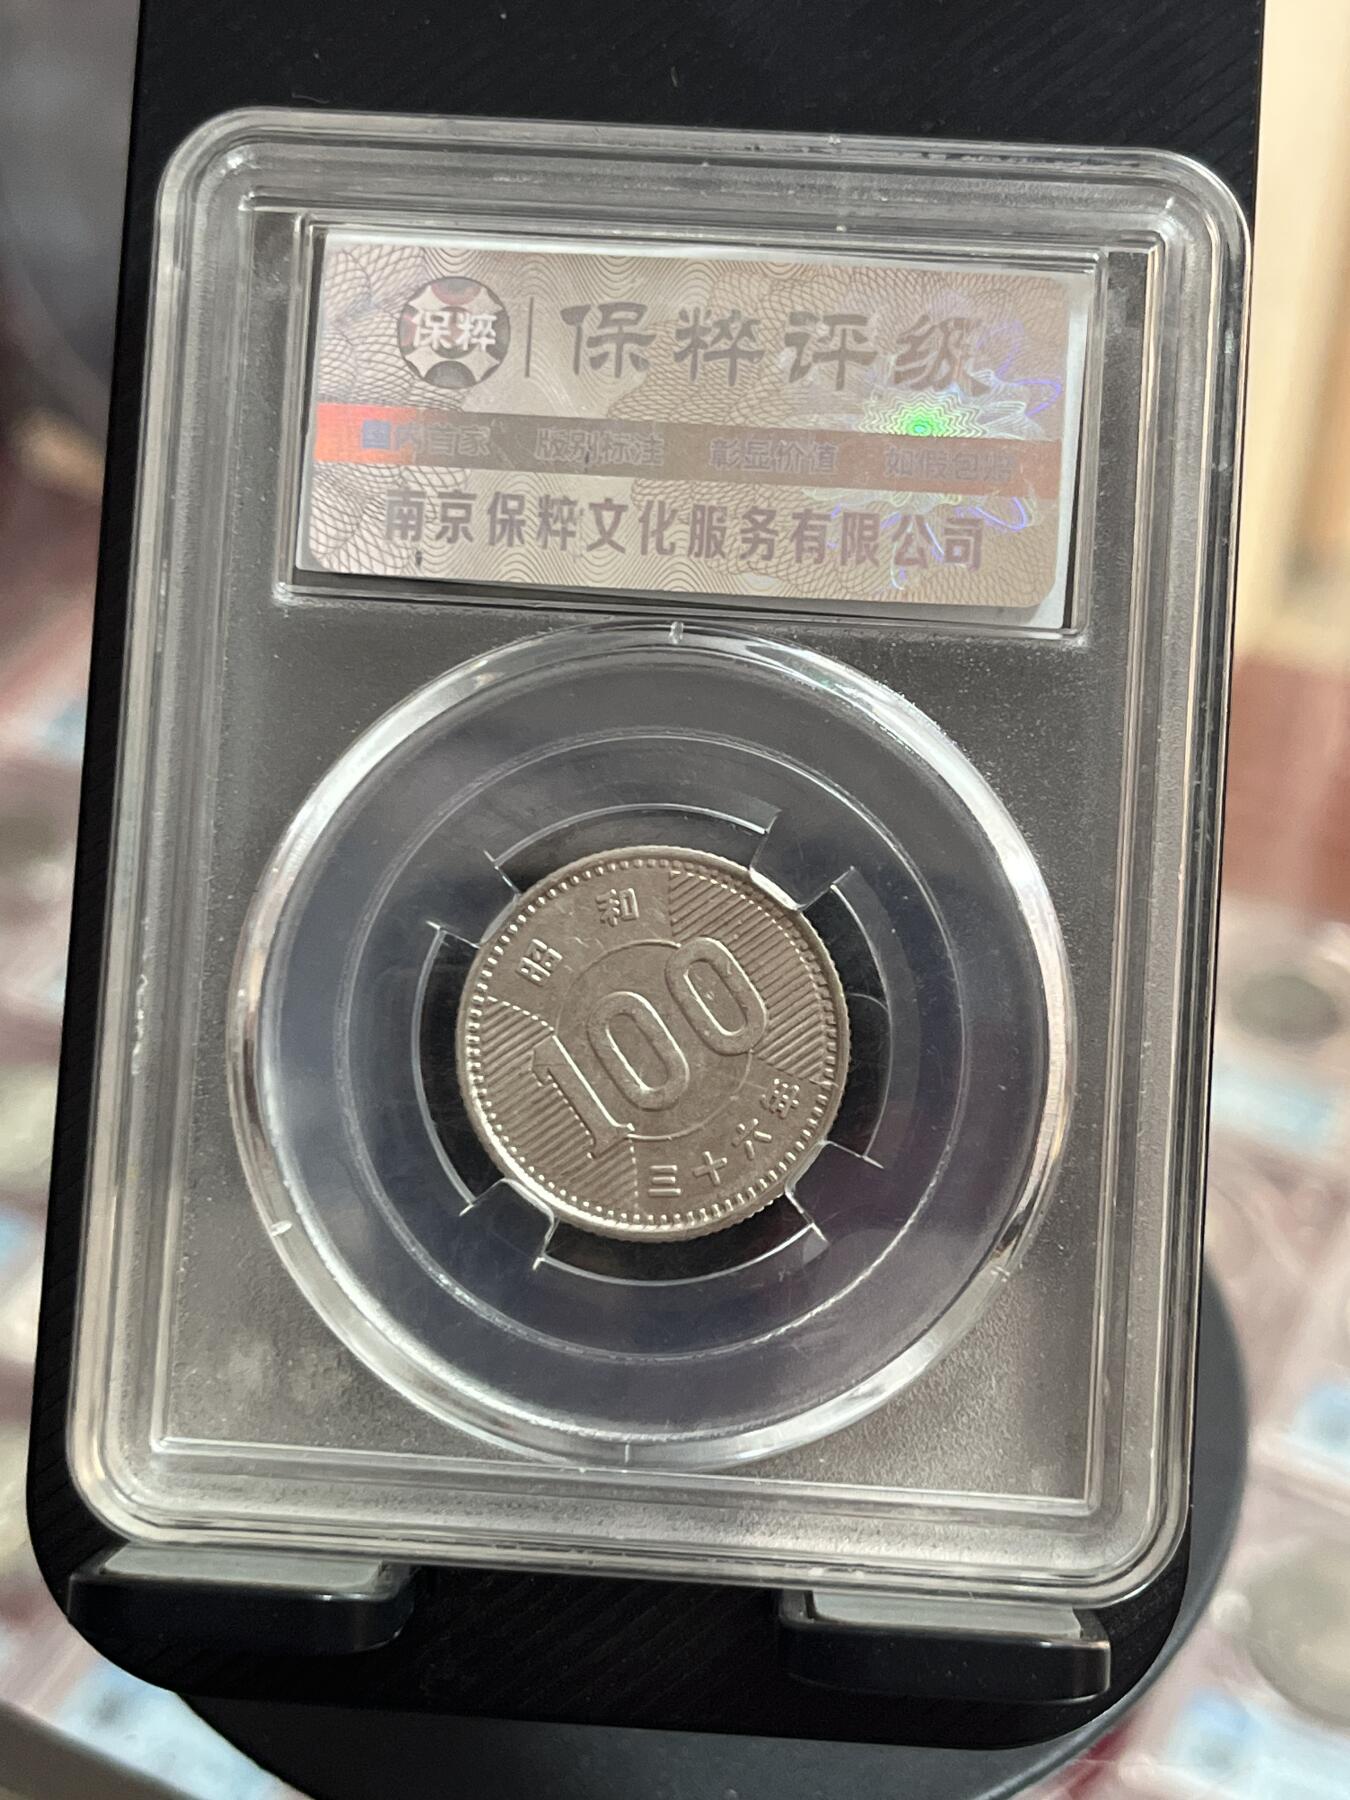 保粹 保粹评级
国内首家 版别标注 彰显价值 如假包赔
南京保粹文化服务有限公司
昭和
100
三十六年